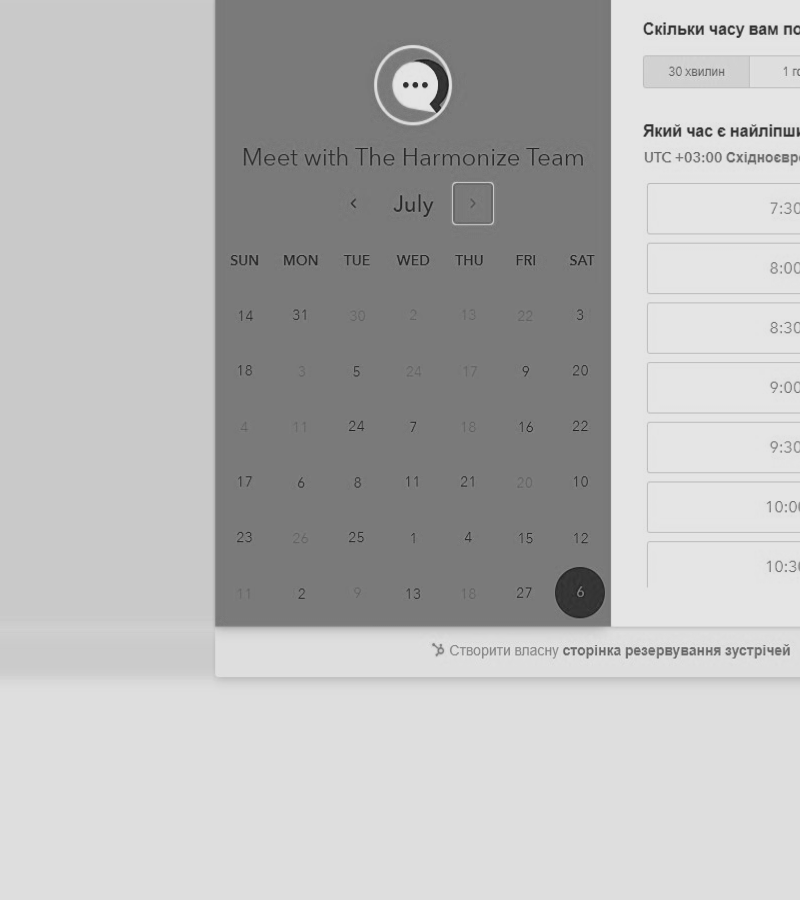 Meet with The Harmonize Team
July
SUN MON TUE WED THU FRI SAT
14 31 30 2 13 22 3
18 3 5 24 17 9 20
4 11 24 7 18 16 22
17 6 8 11 21 20 10
23 26 25 1 4 15 12
11 2 9 13 18 27 6
Скільки часу вам по
30 хвилин 1 го
Який час є найліпши
UTC +03:00 Східноєвро
7:30
8:00
8:30
9:00
9:30
10:00
10:30
Створити власну сторінка резервування зустрічей